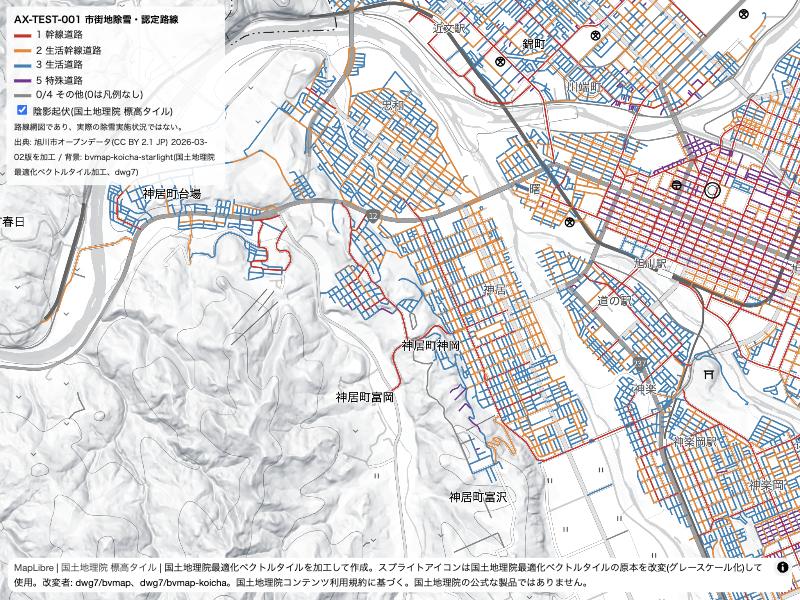 AX-TEST-001 市街地除雪・認定路線
1 幹線道路
2 生活幹線道路
3 生活道路
5 特殊道路
0/4 その他(0は凡例なし)
陰影起伏(国土地理院 標高タイル)
路線網図であり、実際の除雪実施状況ではない。
出典: 旭川市オープンデータ(CC BY 2.1 JP) 2026-03-
02版を加工 / 背景: bvmap-koicha-starlight(国土地理院
最適化ベクトルタイル加工、dwg7)
近文駅
錦町
川端町
忠和
神居町台場
春日
12
旭川駅
神居
道の駅
神居町神岡
神楽
神居町富岡
神楽岡駅
神楽岡
神居町富沢
MapLibre | 国土地理院 標高タイル | 国土地理院最適化ベクトルタイルを加工して作成。スプライトアイコンは国土地理院最適化ベクトルタイルの原本を改変(グレースケール化)して
使用。改変者: dwg7/bvmap、dwg7/bvmap-koicha。国土地理院コンテンツ利用規約に基づく。国土地理院の公式な製品ではありません。